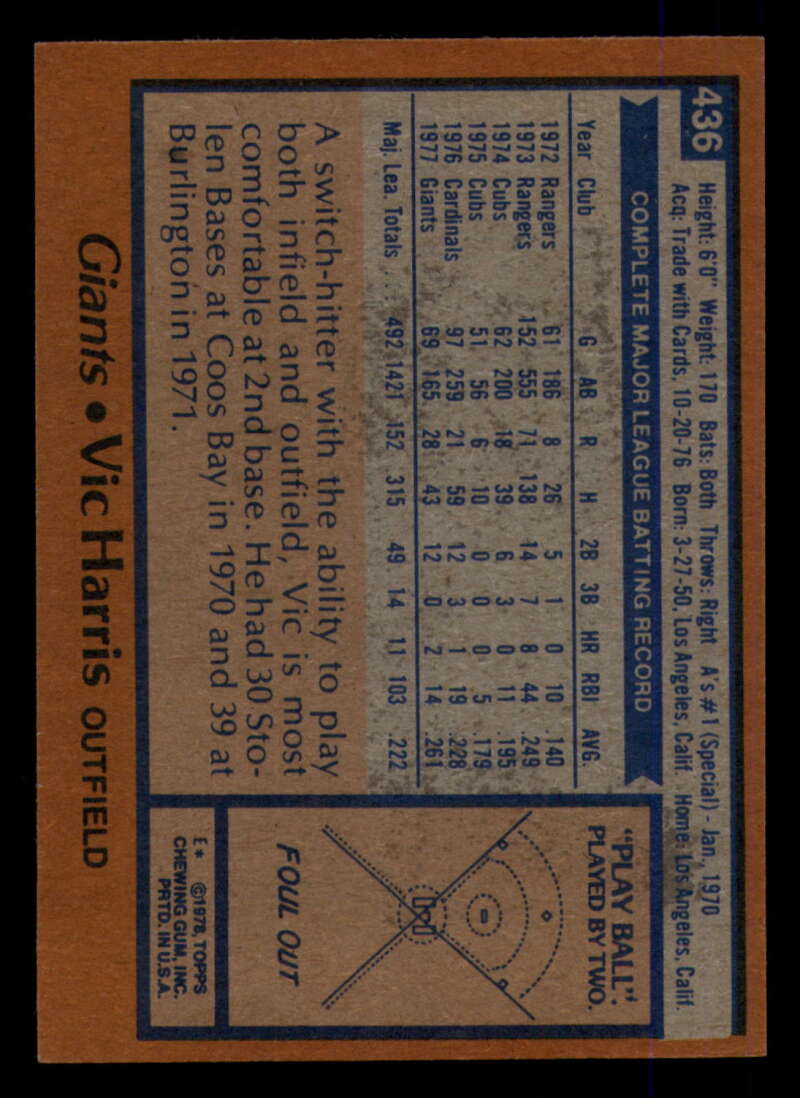 436
Height: 6'0" Weight: 170 Bats: Both Throws: Right A's #1 (Special) - Jan., 1970
Acq: Trade with Cards, 10-20-76 Born: 3-27-50, Los Angeles, Calif. Home: Los Angeles, Calif.
COMPLETE MAJOR LEAGUE BATTING RECORD
Year Club G AB R H 2B 3B HR RBI AVG.
1972 Rangers 61 186 8 26 5 1 0 10 .140
1973 Rangers 152 555 71 138 14 7 8 44 .249
1974 Cubs 62 200 18 39 6 3 0 11 .195
1975 Cubs 51 56 6 10 0 0 0 5 .179
1976 Cardinals 97 259 21 59 12 3 1 19 .228
1977 Giants 69 165 28 43 12 0 2 14 .261
Maj. Lea. Totals . . 492 1421 152 315 49 14 11 103 .222
A switch-hitter with the ability to play
both infield and outfield, Vic is most
comfortable at 2nd base. He had 30 Sto-
len Bases at Coos Bay in 1970 and 39 at
Burlington in 1971.
"PLAY BALL".
PLAYED BY TWO.
FOUL OUT
E* ©1978, TOPPS
CHEWING GUM, INC.
PRTD. IN U.S.A.
Giants • Vic Harris OUTFIELD